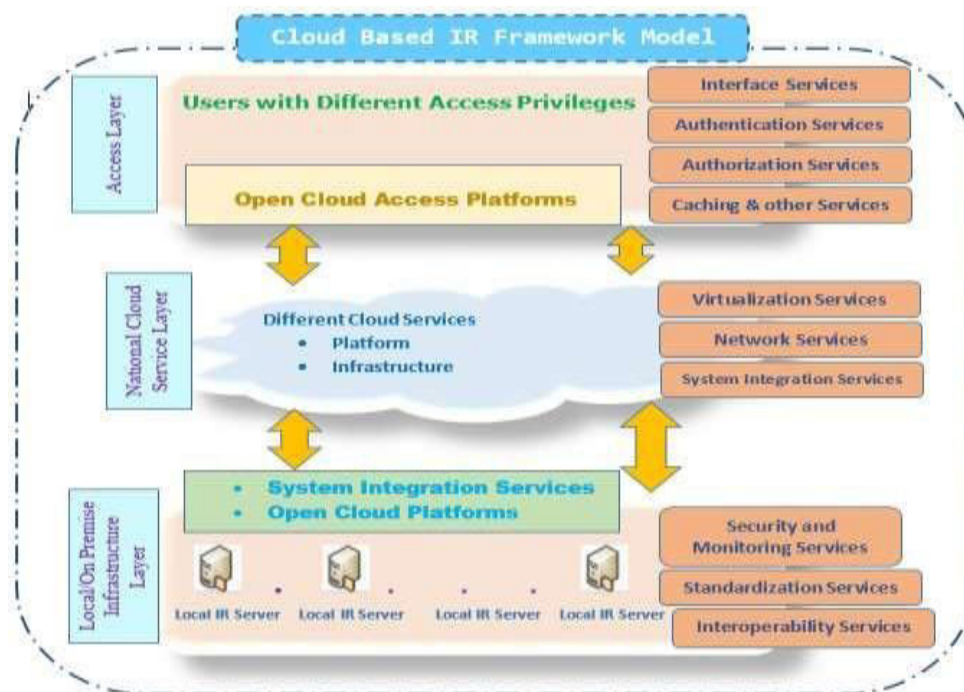 Cloud Based IR Framework Model
Access Layer
Users with Different Access Privileges
Open Cloud Access Platforms
Interface Services
Authentication Services
Authorization Services
Caching & other Services
National Cloud
Service Layer
Different Cloud Services
• Platform
• Infrastructure
Virtualization Services
Network Services
System Integration Services
Local/On Premise
Infrastructure
Layer
• System Integration Services
• Open Cloud Platforms
Local IR Server
Local IR Server
Local IR Server
Local IR Server
Security and
Monitoring Services
Standardization Services
Interoperability Services